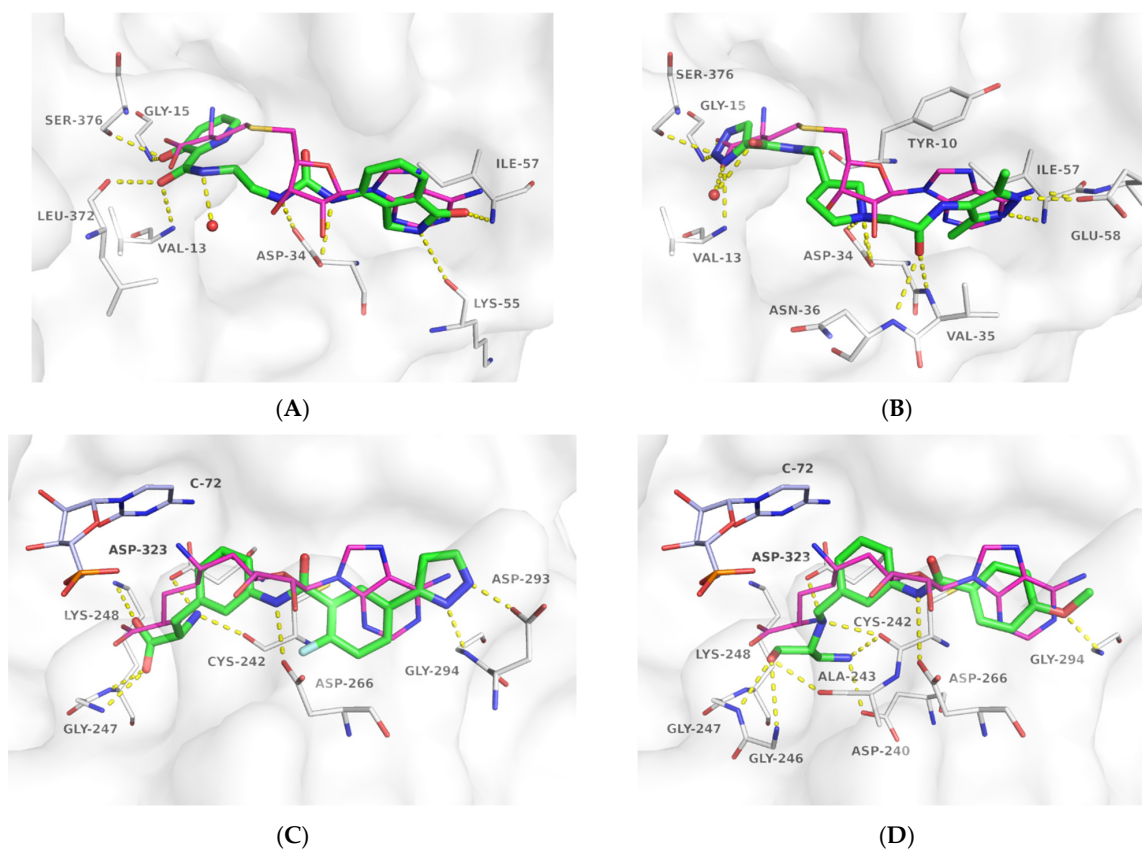 SER-376
GLY-15
SER-376
LEU-372
VAL-13
ASP-34
ILE-57
LYS-55
(A)
SER-376
GLY-15
TYR-10
ILE-57
GLU-58
VAL-13
ASP-34
ASN-36
VAL-35
(B)
C-72
ASP-323
LYS-248
ASP-293
CYS-242
GLY-294
ASP-266
GLY-247
(C)
C-72
ASP-323
CYS-242
LYS-248
ALA-243
ASP-266
GLY-294
GLY-247
GLY-246
ASP-240
(D)